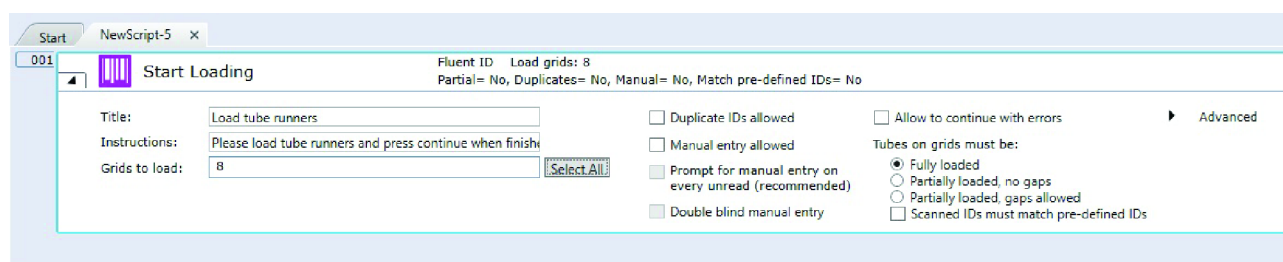 Start NewScript-5 ×
001
Start Loading
Fluent ID Load grids: 8
Partial= No, Duplicates= No, Manual= No, Match pre-defined IDs= No
Title: Load tube runners
Instructions: Please load tube runners and press continue when finishe
Grids to load: 8 Select All
Duplicate IDs allowed
Manual entry allowed
Prompt for manual entry on
every unread (recommended)
Double blind manual entry
Allow to continue with errors
Tubes on grids must be:
Fully loaded
Partially loaded, no gaps
Partially loaded, gaps allowed
Scanned IDs must match pre-defined IDs
Advanced